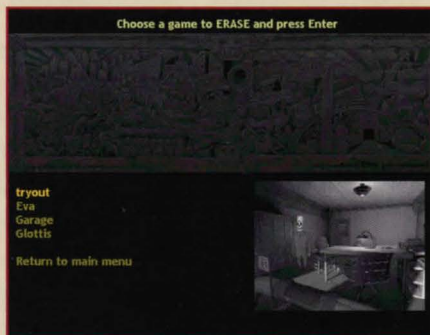 Choose a game to ERASE and press Enter
tryout
Eva
Garage
Glottis
Return to main menu